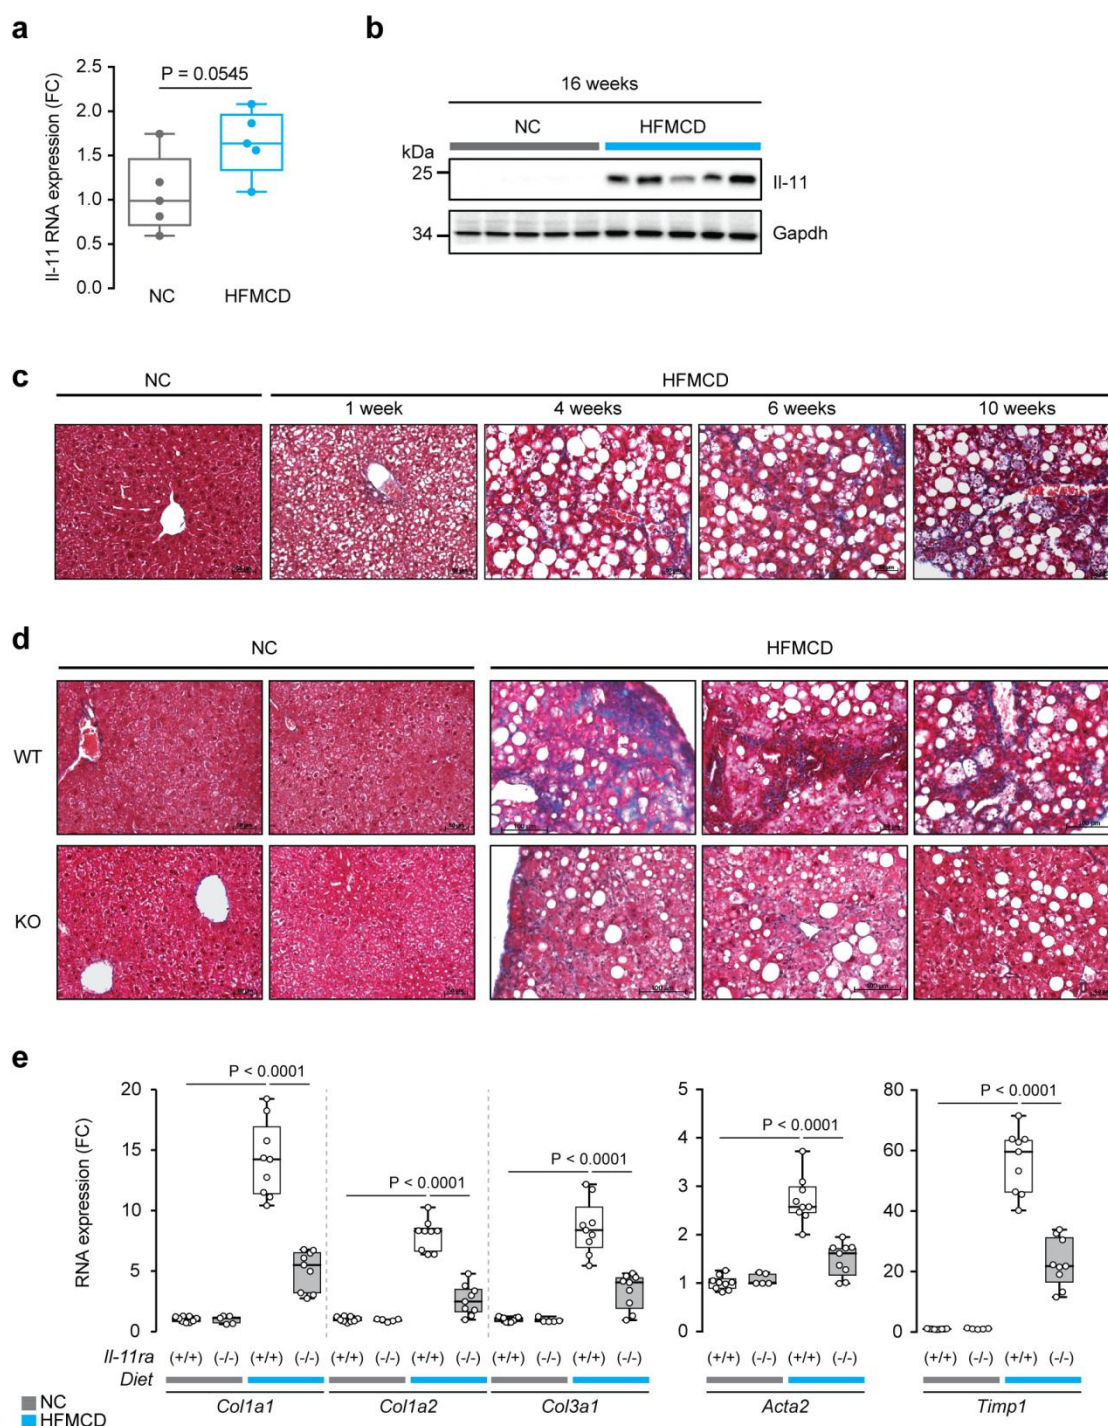 a
Il-11 RNA expression (FC)
2.5
2.0
1.5
1.0
0.5
0.0
P = 0.0545
NC
HFMCD
b
16 weeks
NC
HFMCD
kDa
25
Il-11
34
Gapdh
c
NC
HFMCD
1 week
4 weeks
6 weeks
10 weeks
d
NC
HFMCD
WT
100 µm
KO
100 µm
e
RNA expression (FC)
20
15
10
5
0
P < 0.0001
P < 0.0001
P < 0.0001
5
4
3
2
1
0
P < 0.0001
80
60
40
20
0
P < 0.0001
Il-11ra (+/+) (-/-) (+/+) (-/-) (+/+) (-/-) (+/+) (-/-) (+/+) (-/-) (+/+) (-/-) (+/+) (-/-) (+/+) (-/-) (+/+) (-/-) (+/+) (-/-)
Diet
NC
HFMCD
Col1a1 Col1a2 Col3a1 Acta2 Timp1